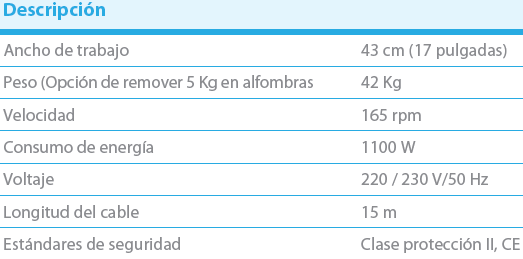 Descripción
Ancho de trabajo 43 cm (17 pulgadas)
Peso (Opción de remover 5 Kg en alfombras 42 Kg
Velocidad 165 rpm
Consumo de energía 1100 W
Voltaje 220 / 230 V/50 Hz
Longitud del cable 15 m
Estándares de seguridad Clase protección II, CE